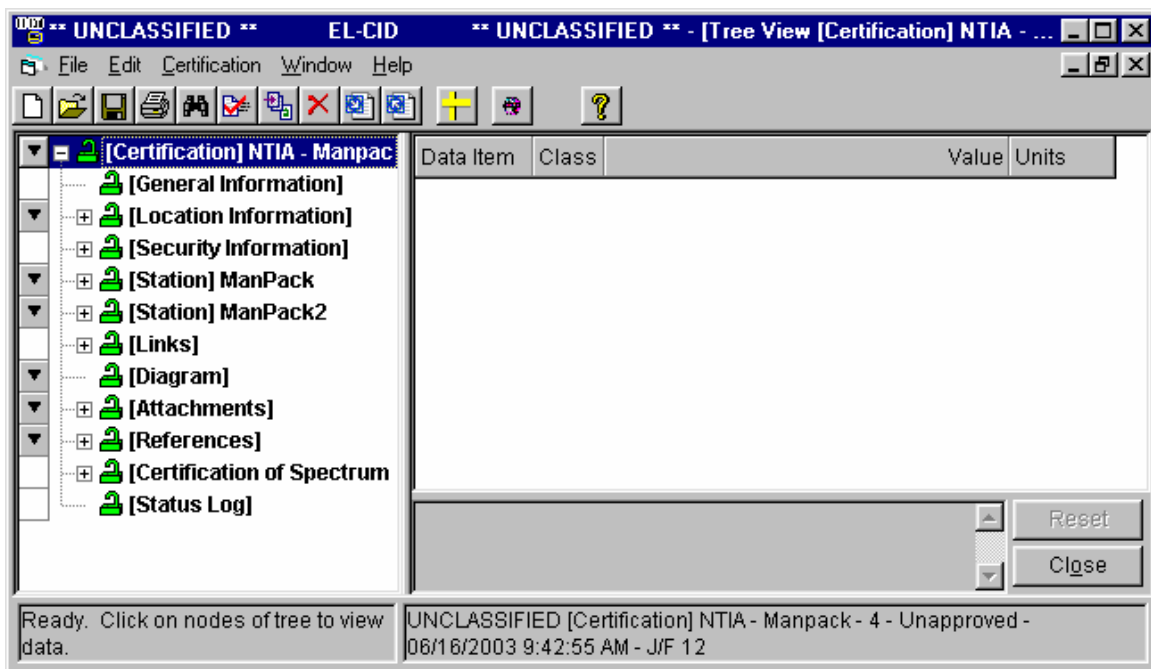 ** UNCLASSIFIED ** EL-CID ** UNCLASSIFIED ** - [Tree View [Certification] NTIA - ...
File Edit Certification Window Help
[Certification] NTIA - Manpac
[General Information]
[Location Information]
[Security Information]
[Station] ManPack
[Station] ManPack2
[Links]
[Diagram]
[Attachments]
[References]
[Certification of Spectrum
[Status Log]
Data Item Class Value Units
Reset
Close
Ready. Click on nodes of tree to view
data.
UNCLASSIFIED [Certification] NTIA - Manpack - 4 - Unapproved -
06/16/2003 9:42:55 AM - J/F 12